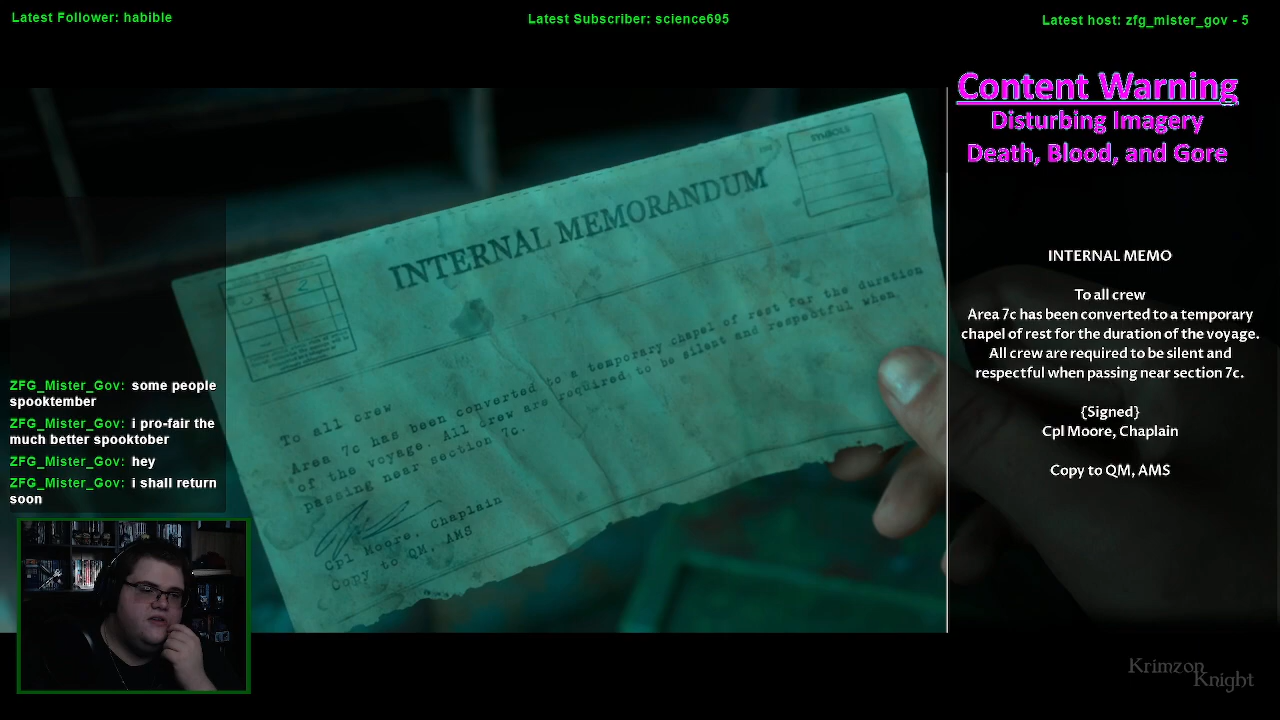 Latest Follower: habible
Latest Subscriber: science695
Latest host: zfg_mister_gov - 5
Content Warning
Disturbing Imagery
Death, Blood, and Gore
INTERNAL MEMORANDUM
To all crew
Area 7c has been converted to a temporary chapel of rest for the duration
of the voyage. All crew are required to be silent and respectful when
passing near section 7c.
Cpl Moore, Chaplain
Copy to QM, AMS
INTERNAL MEMO
To all crew
Area 7c has been converted to a temporary
chapel of rest for the duration of the voyage.
All crew are required to be silent and
respectful when passing near section 7c.
{Signed}
Cpl Moore, Chaplain
Copy to QM, AMS
ZFG_Mister_Gov: some people
spooktember
ZFG_Mister_Gov: i pro-fair the
much better spooktober
ZFG_Mister_Gov: hey
ZFG_Mister_Gov: i shall return
soon
Krimzon
Knight